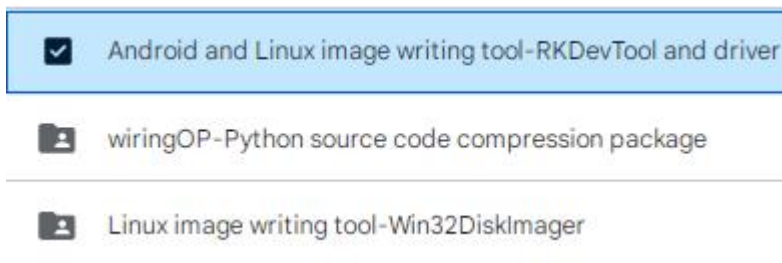 Android and Linux image writing tool-RKDevTool and driver
wiringOP-Python source code compression package
Linux image writing tool-Win32DiskImager